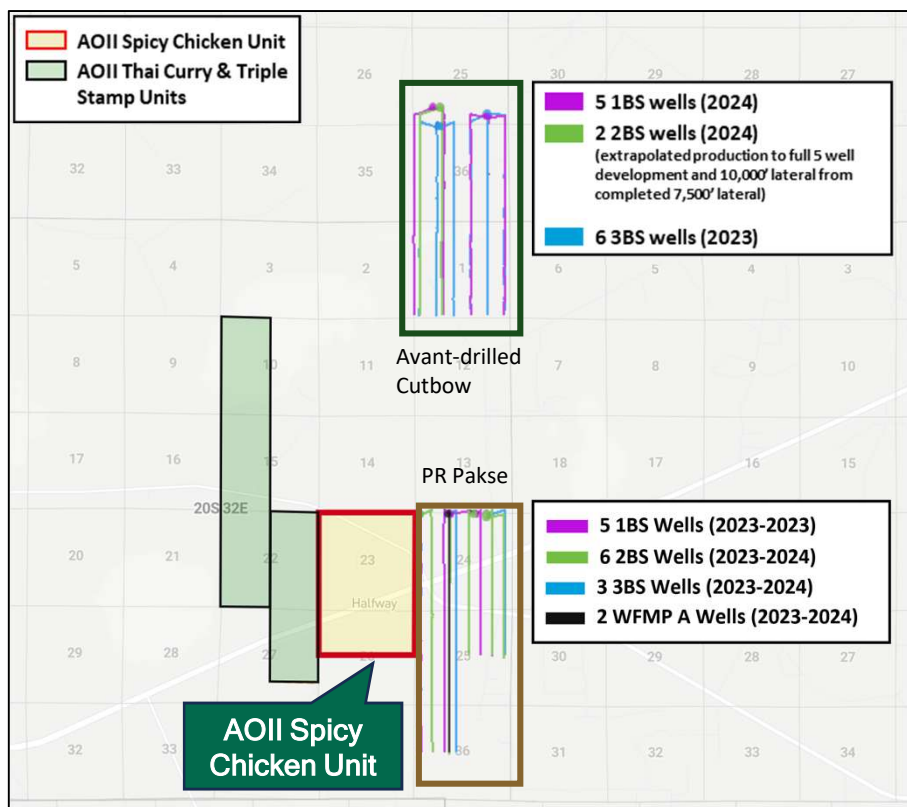 AOII Spicy Chicken Unit
AOII Thai Curry & Triple
Stamp Units
5 1BS wells (2024)
2 2BS wells (2024)
(extrapolated production to full 5 well
development and 10,000' lateral from
completed 7,500' lateral)
6 3BS wells (2023)
26 25 30 29 28 27
32 33 34 35 36
5 4 3 2 1 6 5 4 3
8 9 10 11 12 7 8 9 10
Avant-drilled
Cutbow
17 16 15 14 13 18 17 16 15
PR Pakse
20S 32E
20 21 22 23 24
Halfway
5 1BS Wells (2023-2023)
6 2BS Wells (2023-2024)
3 3BS Wells (2023-2024)
2 WFMP A Wells (2023-2024)
29 28 27 26 25 30 29 28 27
AOII Spicy
Chicken Unit
32 33 36 31 32 33 34